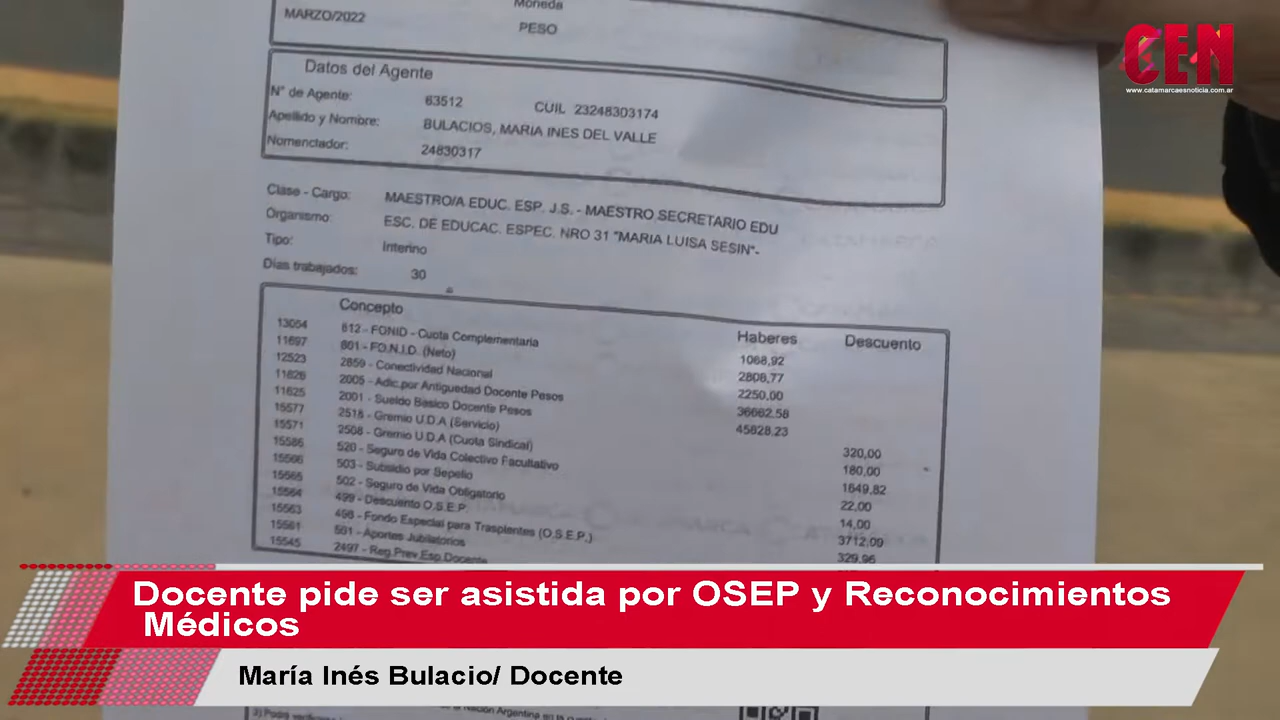 Moneda
MARZO/2022
PESO
CEN
www.catamarcaesnoticia.com.ar
Datos del Agente
N° de Agente: 63512 CUIL 23248303174
Apellido y Nombre: BULACIOS, MARIA INES DEL VALLE
Nomenclador: 24830317
Clase - Cargo: MAESTRO/A EDUC. ESP. J.S. - MAESTRO SECRETARIO EDU
Organismo: ESC. DE EDUCAC. ESPEC. NRO 31 "MARIA LUISA SESIN"-
Tipo: Interino
Días trabajados: 30
Concepto Haberes Descuento
13054 612 - FONID - Cuota Complementaria 1068,92
11697 601 - FO.N.I.D. (Neto) 2808,77
12523 2659 - Conectividad Nacional 2250,00
11626 2005 - Adic.por Antiguedad Docente Pesos 36662,58
11625 2001 - Sueldo Basico Docente Pesos 45828,23
15577 2518 - Gremio U.D.A (Servicio) 320,00
15571 2508 - Gremio U.D.A (Cuota Sindical) 180,00
15586 520 - Seguro de Vida Colectivo Facultativo 1649,82
15566 503 - Subsidio por Sepelio 22,00
15565 502 - Seguro de Vida Obligatorio 14,00
15564 499 - Descuento O.S.E.P. 3712,09
15563 498 - Fondo Especial para Trasplentes (O.S.E.P.) 329,96
15561 561 - Aportes Jubilatorios
15545 2497 - Reg.Prev.Esp.Docente
Docente pide ser asistida por OSEP y Reconocimientos
Médicos
María Inés Bulacio/ Docente